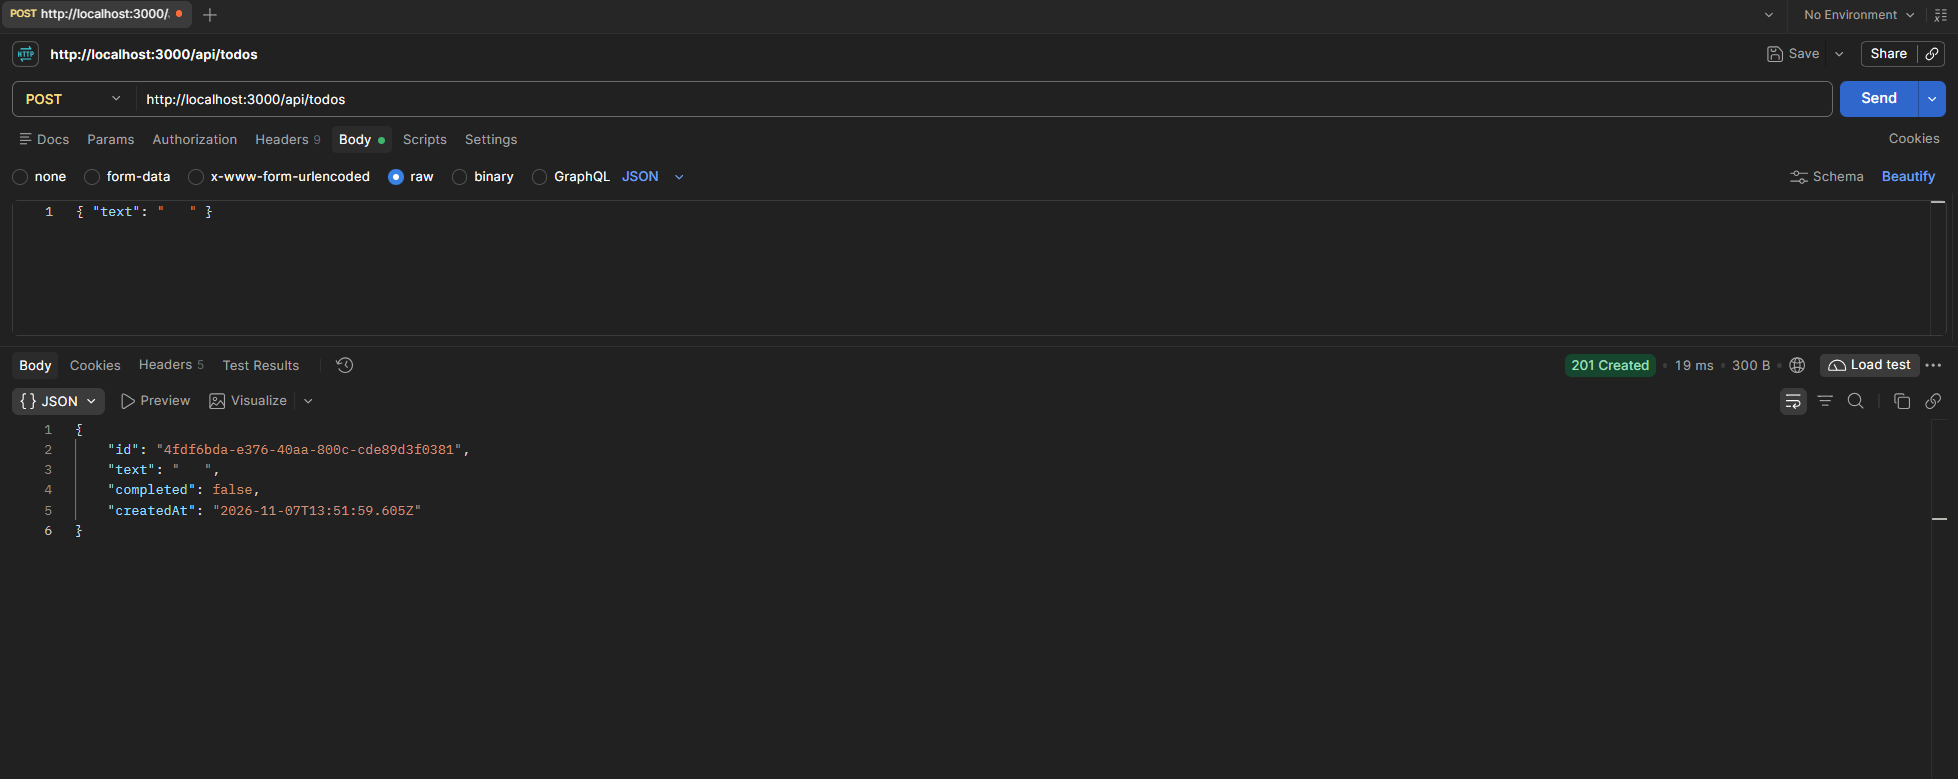 POST http://localhost:3000/.
No Environment
HTTP http://localhost:3000/api/todos
Save Share
POST http://localhost:3000/api/todos Send
Docs Params Authorization Headers 9 Body Scripts Settings Cookies
none form-data x-www-form-urlencoded raw binary GraphQL JSON Schema Beautify
1 { "text": "   " }
Body Cookies Headers 5 Test Results 201 Created 19 ms 300 B Load test
{} JSON Preview Visualize
1 {
2 "id": "4fdf6bda-e376-40aa-800c-cde89d3f0381",
3 "text": "   ",
4 "completed": false,
5 "createdAt": "2026-11-07T13:51:59.605Z"
6 }